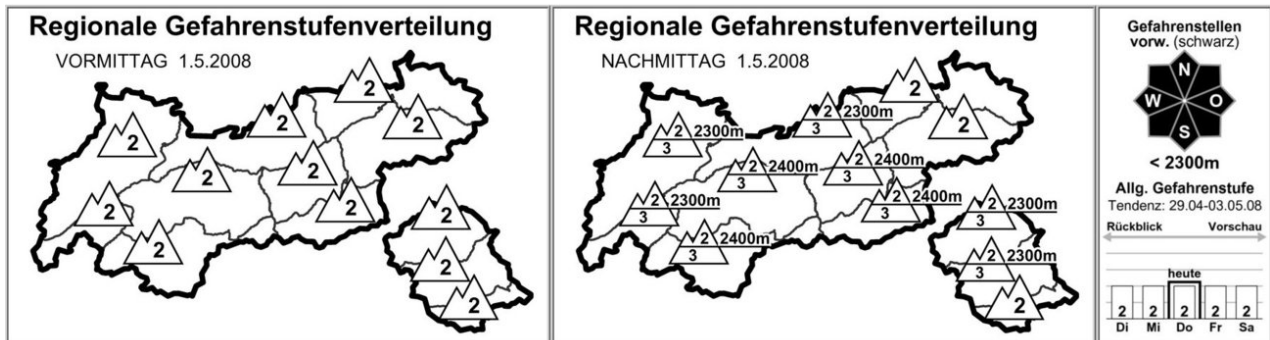 Regionale Gefahrenstufenverteilung
VORMITTAG 1.5.2008
2
2
2
2
2
2
2
2
2
2
2
2
Regionale Gefahrenstufenverteilung
NACHMITTAG 1.5.2008
2
2 2300m
3
2
2 2300m
3
2 2400m
3
2 2400m
3
2 2400m
3
2 2300m
3
2 2300m
3
2 2400m
3
2 2300m
3
2
Gefahrenstellen
vorw. (schwarz)
N
W O
S
< 2300m
Allg. Gefahrenstufe
Tendenz: 29.04-03.05.08
Rückblick Vorschau
heute
2 2 2 2 2
Di Mi Do Fr Sa